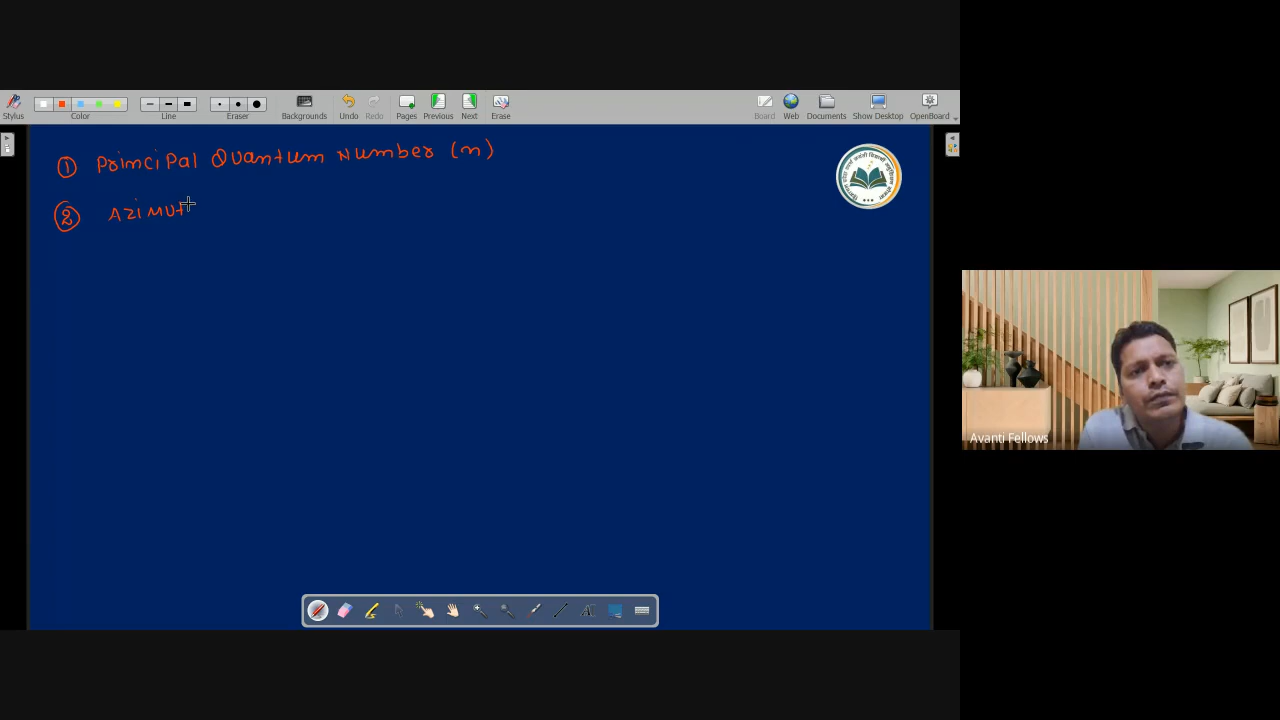 Stylus Color Line Eraser Backgrounds Undo Redo Pages Previous Next Erase Board Web Documents Show Desktop OpenBoard
① Principal Quantum Number (n)
② Azimut
Avanti Fellows